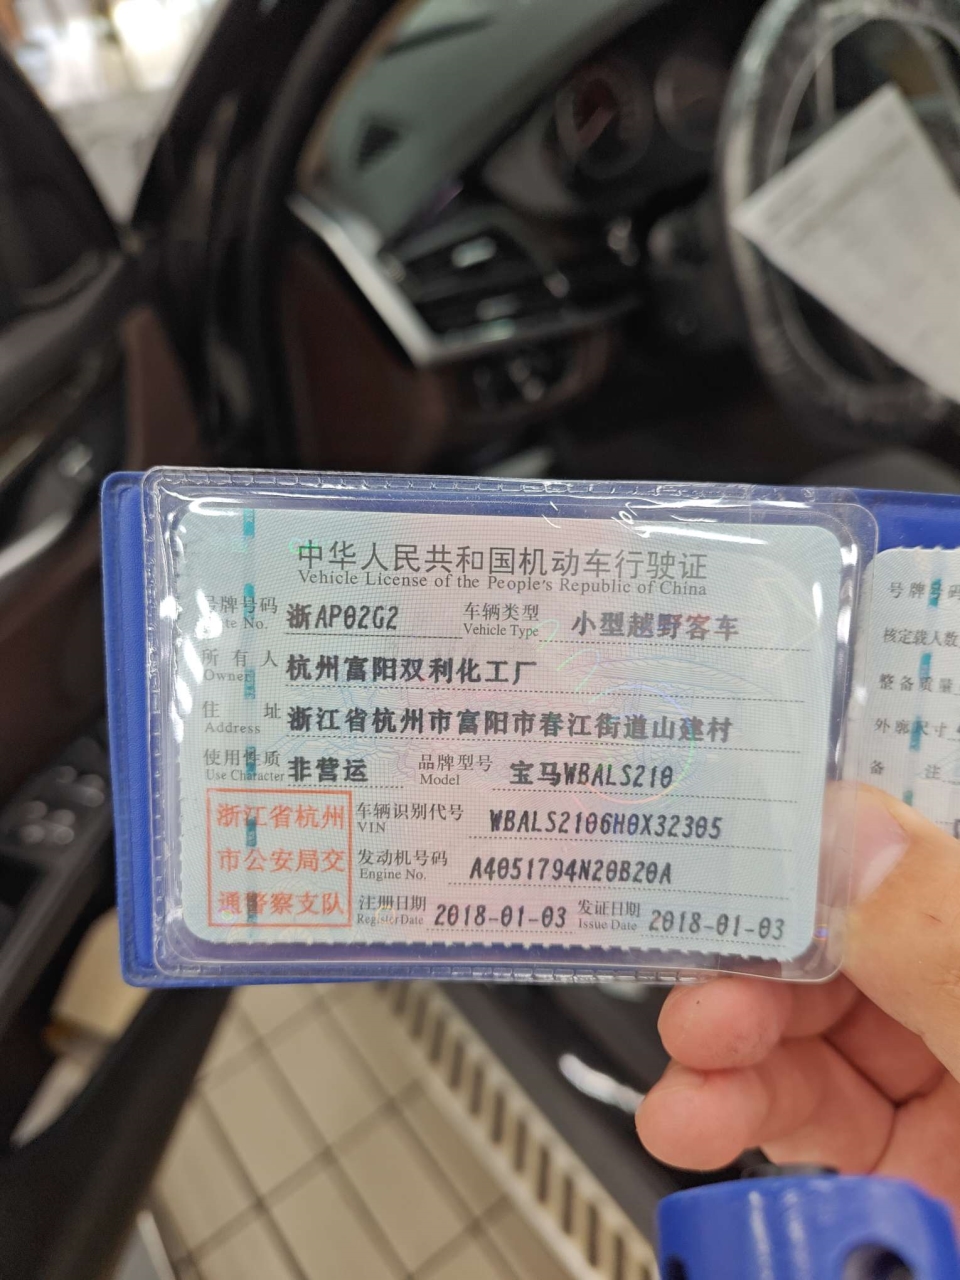 中华人民共和国机动车行驶证
Vehicle License of the People's Republic of China
号牌号码 浙AP02G2 车辆类型 小型越野客车
te No. Vehicle Type
所有人 杭州富阳双利化工厂
Owner
住址 浙江省杭州市富阳市春江街道山建村
Address
使用性质 非营运 品牌型号 宝马WBALS210
Use Character Model
浙江省杭州
市公安局交
通警察支队
车辆识别代号 WBALS2106H0X32305
VIN
发动机号码 A4051794N20B20A
Engine No.
注册日期 2018-01-03 发证日期 2018-01-03
Register Date Issue Date
号牌号码
核定载人数
整备质量
外廓尺寸
备注